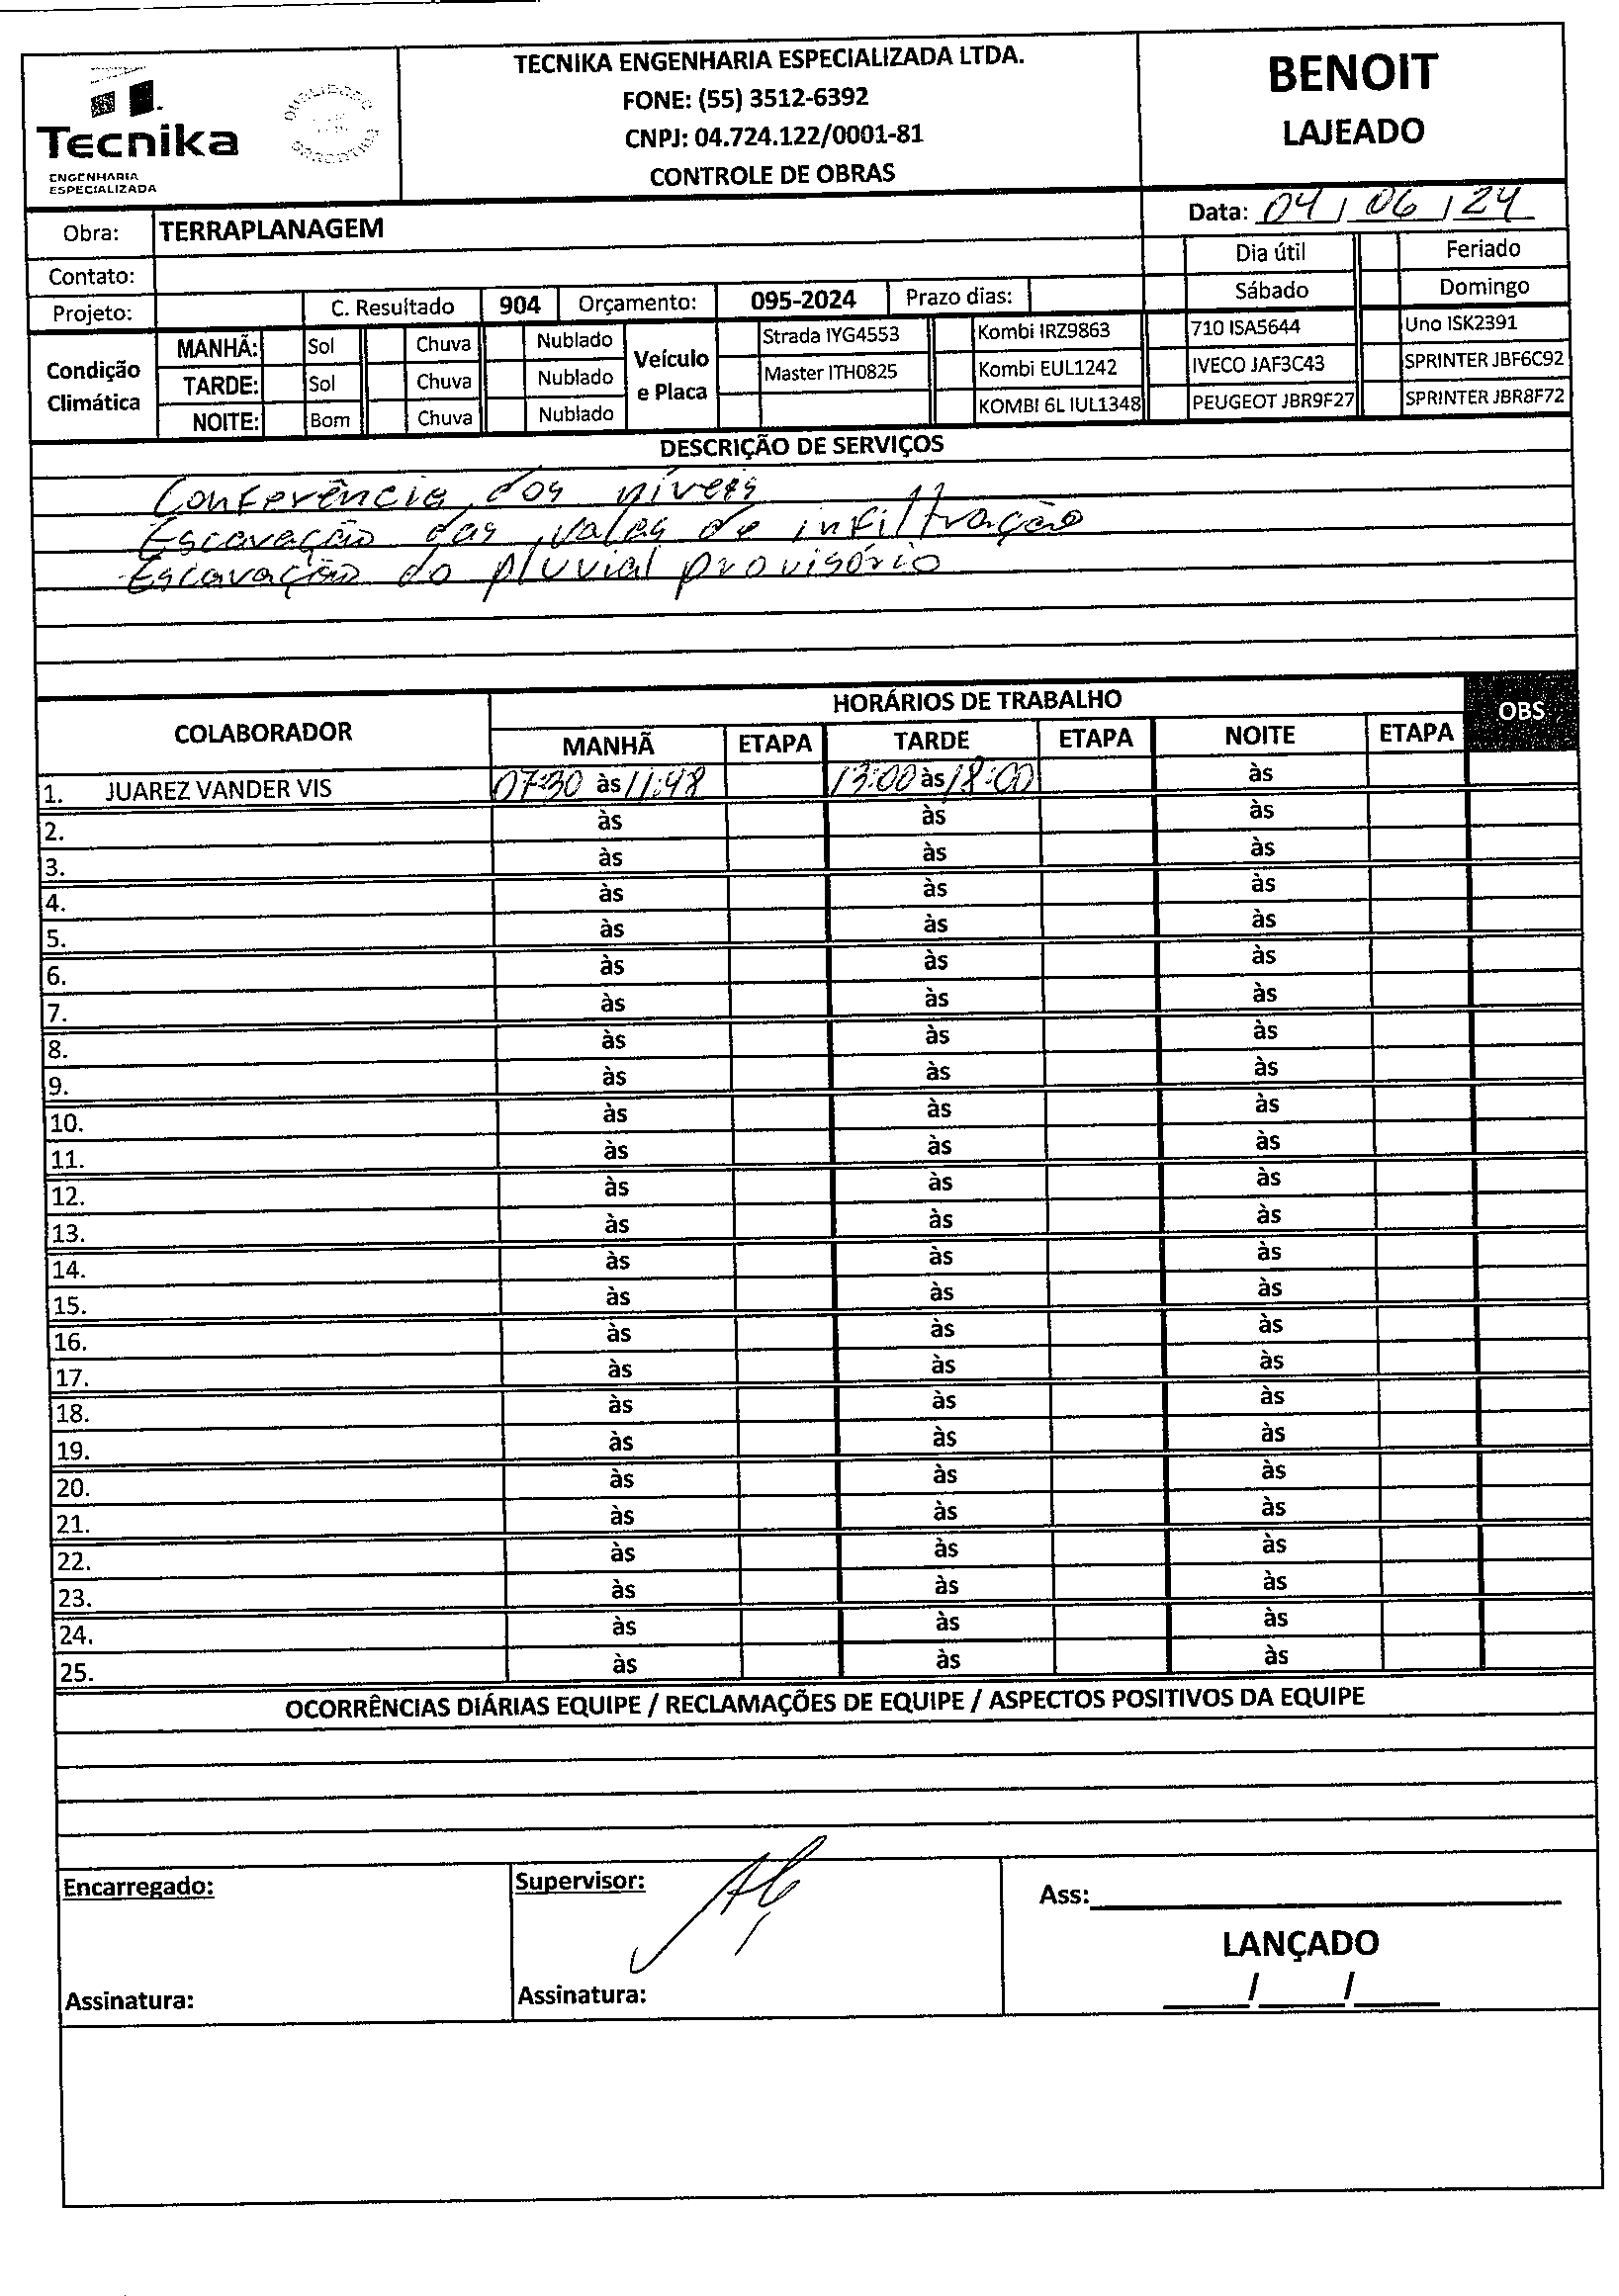 TECNIKA ENGENHARIA ESPECIALIZADA LTDA.
FONE: (55) 3512-6392
CNPJ: 04.724.122/0001-81
CONTROLE DE OBRAS
Tecnika
ENGENHARIA
ESPECIALIZADA
BENOIT
LAJEADO
Data: 04 / 06 / 24
Obra: TERRAPLANAGEM
Dia útil Feriado
Contato:
Sábado Domingo
Projeto: C. Resultado 904 Orçamento: 095-2024 Prazo dias:
Condição Climática
MANHÃ: Sol Chuva Nublado
TARDE: Sol Chuva Nublado
NOITE: Bom Chuva Nublado
Veículo e Placa
Strada IYG4553 Kombi IRZ9863 710 ISA5644 Uno ISK2391
Master ITH0825 Kombi EUL1242 IVECO JAF3C43 SPRINTER JBF6C92
KOMBI 6L IUL1348 PEUGEOT JBR9F27 SPRINTER JBR8F72
DESCRIÇÃO DE SERVIÇOS
Conferência dos níveis
Escavação das valas de infiltração
Escavação do pluvial provisório
COLABORADOR HORÁRIOS DE TRABALHO OBS
MANHÃ ETAPA TARDE ETAPA NOITE ETAPA
1. JUAREZ VANDER VIS 07:30 às 11:48 13:00 às 18:00 às
2. às às às
3. às às às
4. às às às
5. às às às
6. às às às
7. às às às
8. às às às
9. às às às
10. às às às
11. às às às
12. às às às
13. às às às
14. às às às
15. às às às
16. às às às
17. às às às
18. às às às
19. às às às
20. às às às
21. às às às
22. às às às
23. às às às
24. às às às
25. às às às
OCORRÊNCIAS DIÁRIAS EQUIPE / RECLAMAÇÕES DE EQUIPE / ASPECTOS POSITIVOS DA EQUIPE
Encarregado: Supervisor: Ass:
LANÇADO
Assinatura: Assinatura: / /